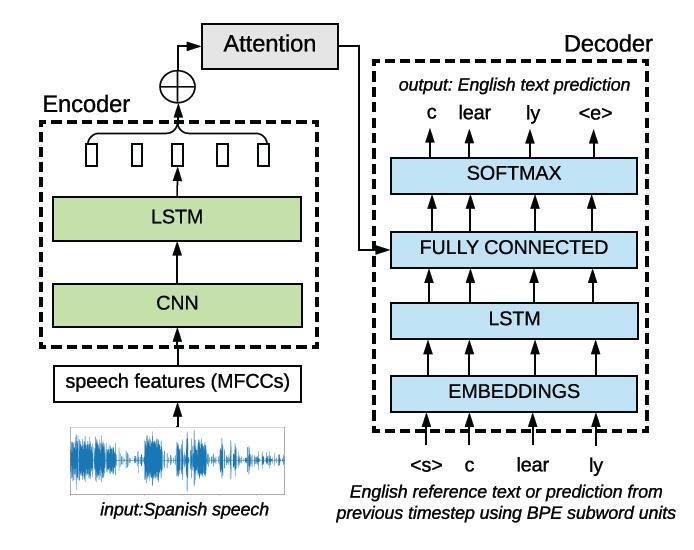 Attention
Decoder
Encoder
output: English text prediction
c lear ly <e>
SOFTMAX
LSTM
FULLY CONNECTED
CNN
LSTM
speech features (MFCCs)
EMBEDDINGS
<s> c lear ly
input:Spanish speech
English reference text or prediction from
previous timestep using BPE subword units